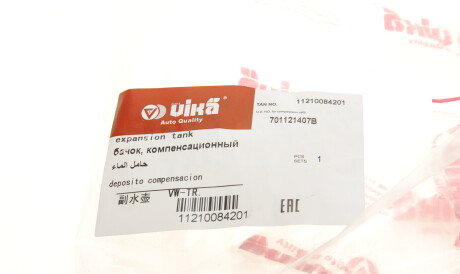 vika
Auto Quality
TAN NO. 11210084201
701121407B
expansion tank
бачок, компенсационный
حامل الماء
deposito compensacion
副水壶 VW-TR.
11210084201
PCS
SETS 1
EAC